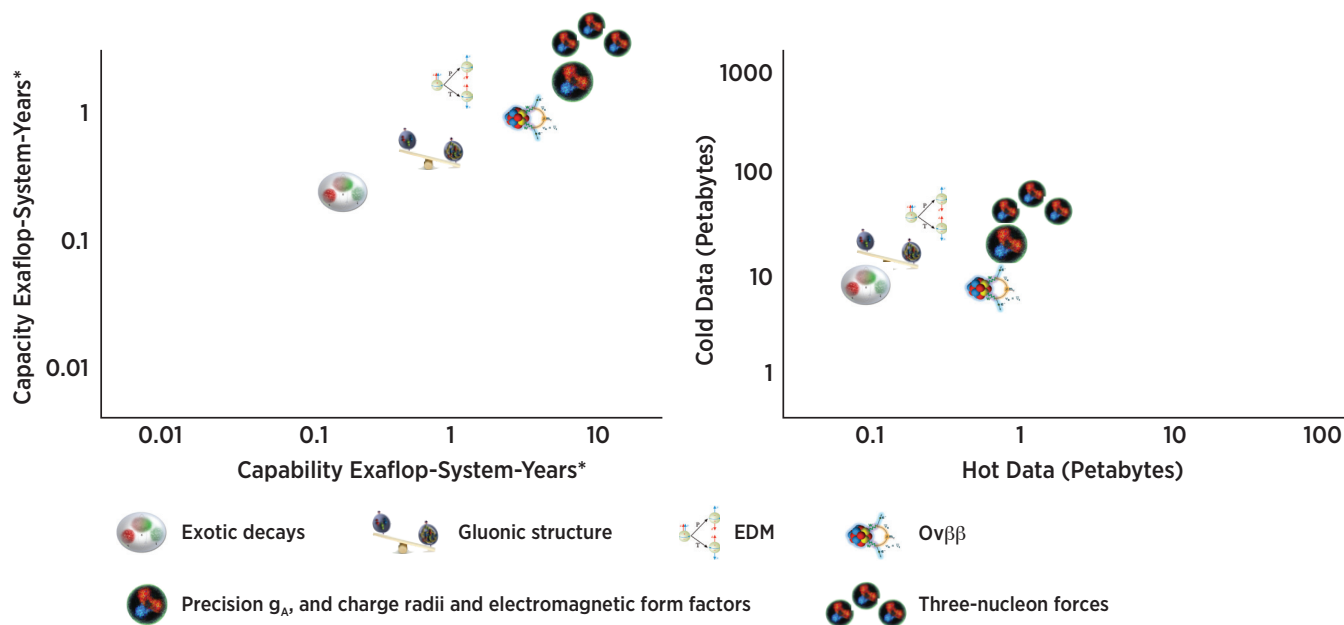 Capacity Exaflop-System-Years*
1
0.1
0.01
0.01 0.1 1 10
Capability Exaflop-System-Years*
P
T
Cold Data (Petabytes)
1000
100
10
1
0.1 1 10 100
Hot Data (Petabytes)
P
T
Exotic decays
Gluonic structure
P
T
EDM
Ovββ
Precision gA, and charge radii and electromagnetic form factors
Three-nucleon forces